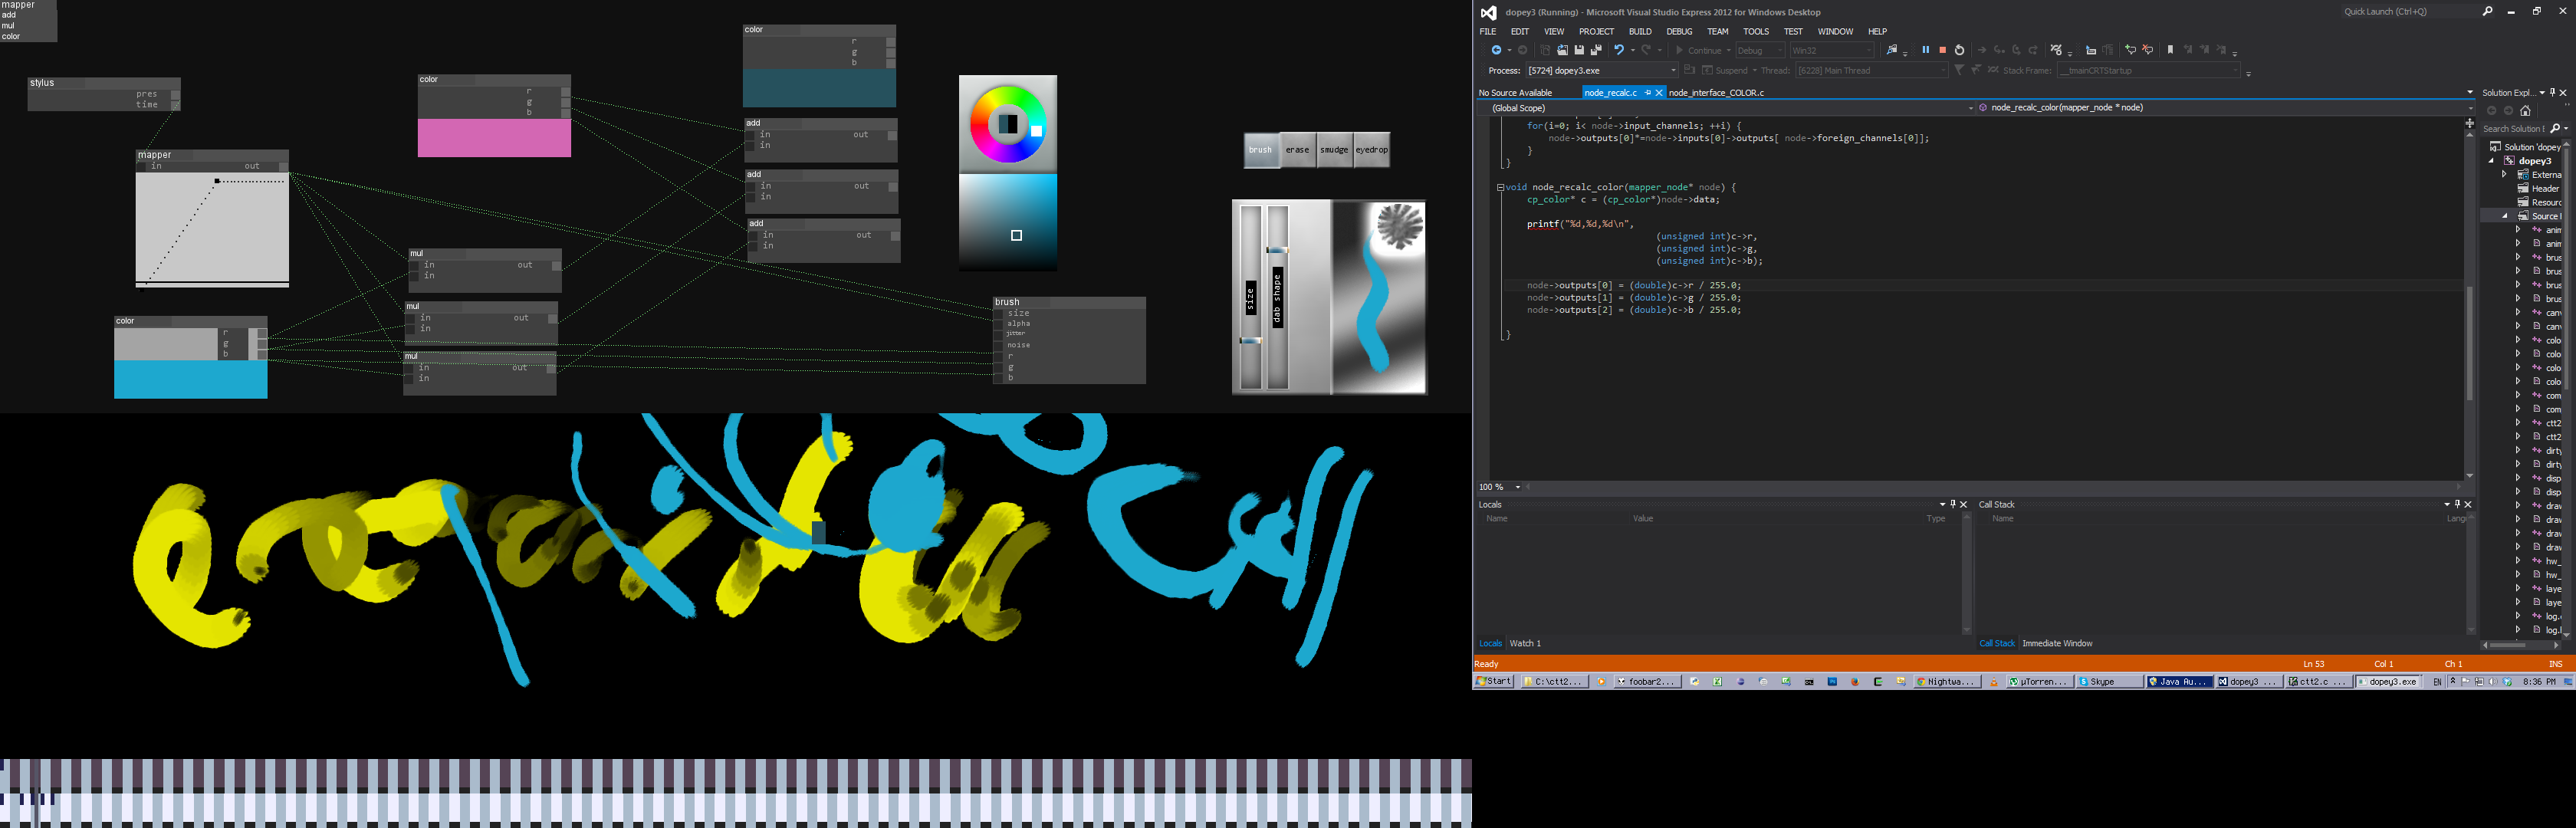 mapper
add
mul
color
stylus
pres
time
mapper
in out
color
r
g
b
color
r
g
b
mul
in out
in
mul
in out
in
mul
in out
in
color
r
g
b
add
in out
in
add
in out
in
add
in out
in
brush
size
alpha
jitter
noise
r
g
b
brush erase smudge eyedrop
size
dab shape
dopey3 (Running) - Microsoft Visual Studio Express 2012 for Windows Desktop
Quick Launch (Ctrl+Q)
FILE EDIT VIEW PROJECT BUILD DEBUG TEAM TOOLS TEST WINDOW HELP
Continue Debug Win32
Process: [5724] dopey3.exe Suspend Thread: [6228] Main Thread Stack Frame: __tmainCRTStartup
No Source Available node_recalc.c node_interface_COLOR.c
(Global Scope) node_recalc_color(mapper_node * node)
for(i=0; i< node->input_channels; ++i) {
node->outputs[0]*=node->inputs[0]->outputs[ node->foreign_channels[0]];
}
}
void node_recalc_color(mapper_node* node) {
cp_color* c = (cp_color*)node->data;
printf("%d,%d,%d\n",
(unsigned int)c->r,
(unsigned int)c->g,
(unsigned int)c->b);
node->outputs[0] = (double)c->r / 255.0;
node->outputs[1] = (double)c->g / 255.0;
node->outputs[2] = (double)c->b / 255.0;
}
100 %
Solution Expl...
Search Solution E
Solution 'dopey
dopey3
Externa
Header
Resourc
Source I
anim
anim
brus
brus
brus
brus
canv
canv
colo
colo
colo
colo
com
com
ctt2
ctt2
dirty
dirty
disp
disp
draw
draw
draw
draw
hw_
hw_
laye
laye
log.c
log.l
Locals
Name Value Type
Call Stack
Name Lang
Locals Watch 1
Call Stack Immediate Window
Ready Ln 53 Col 1 Ch 1 INS
Start C:\ctt2... foobar2... Nightwa... µTorren... Skype Java Au... dopey3 ... ctt2.c ... dopey3.exe EN 8:36 PM